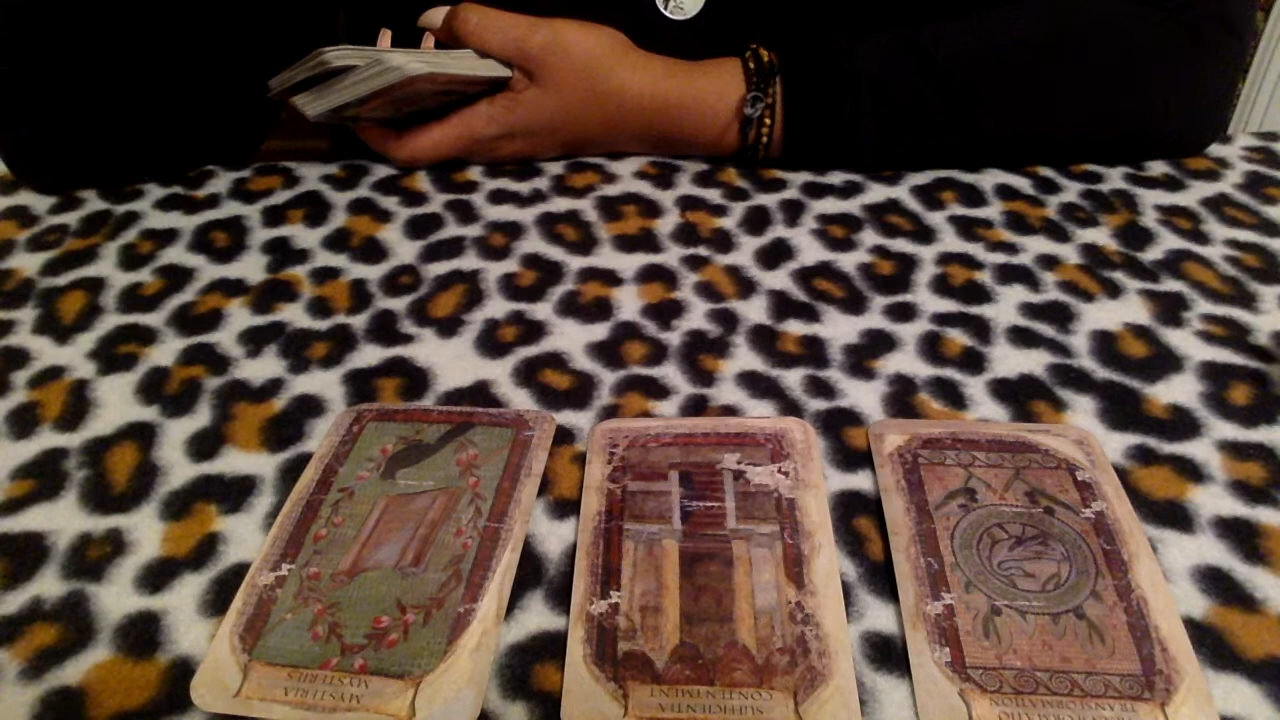 MYSTERIA
MYSTERIES
SUFFICIENTIA
CONTENTMENT
TRANSFORMATIO
TRANSFORMATION